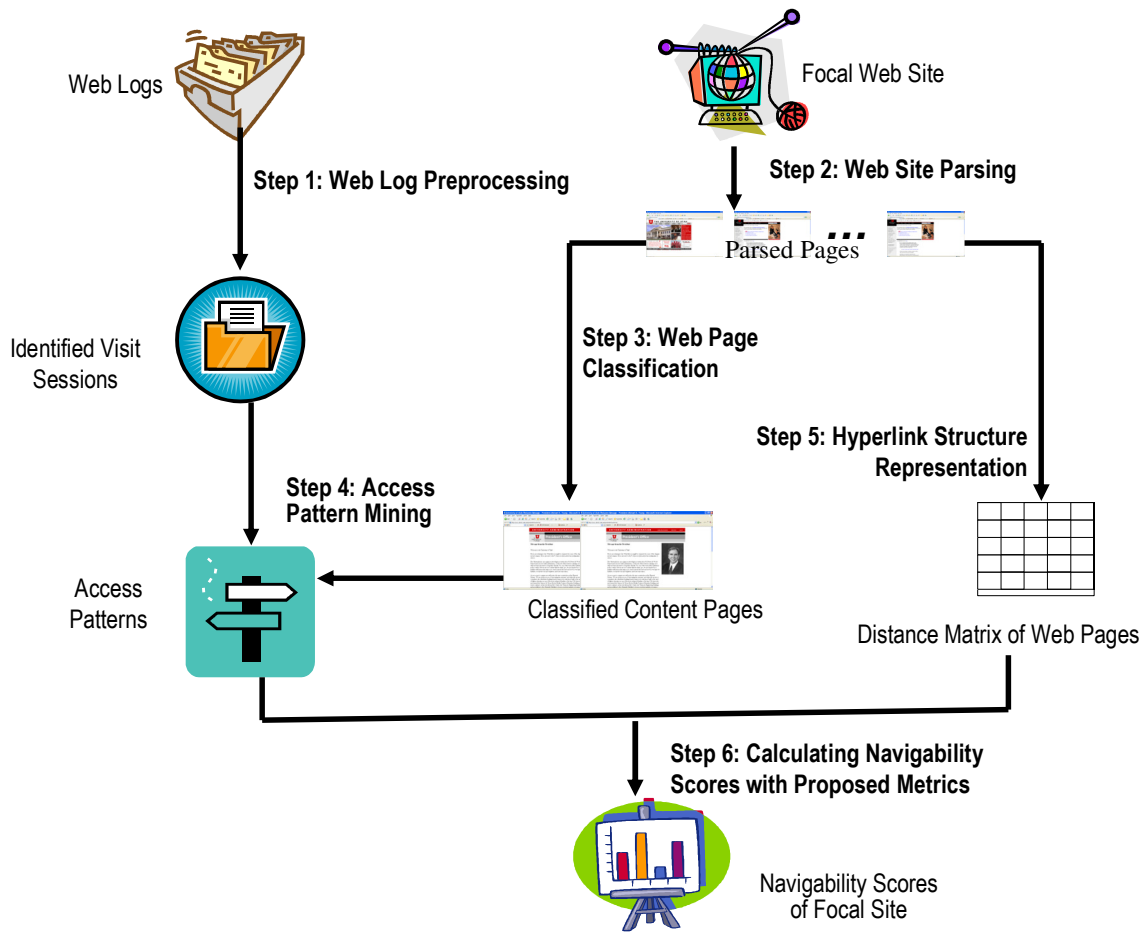 Web Logs
Focal Web Site
Step 1: Web Log Preprocessing
Step 2: Web Site Parsing
Parsed Pages
...
Identified Visit
Sessions
Step 3: Web Page
Classification
Step 5: Hyperlink Structure
Representation
Step 4: Access
Pattern Mining
Access
Patterns
Classified Content Pages
Distance Matrix of Web Pages
Step 6: Calculating Navigability
Scores with Proposed Metrics
Navigability Scores
of Focal Site